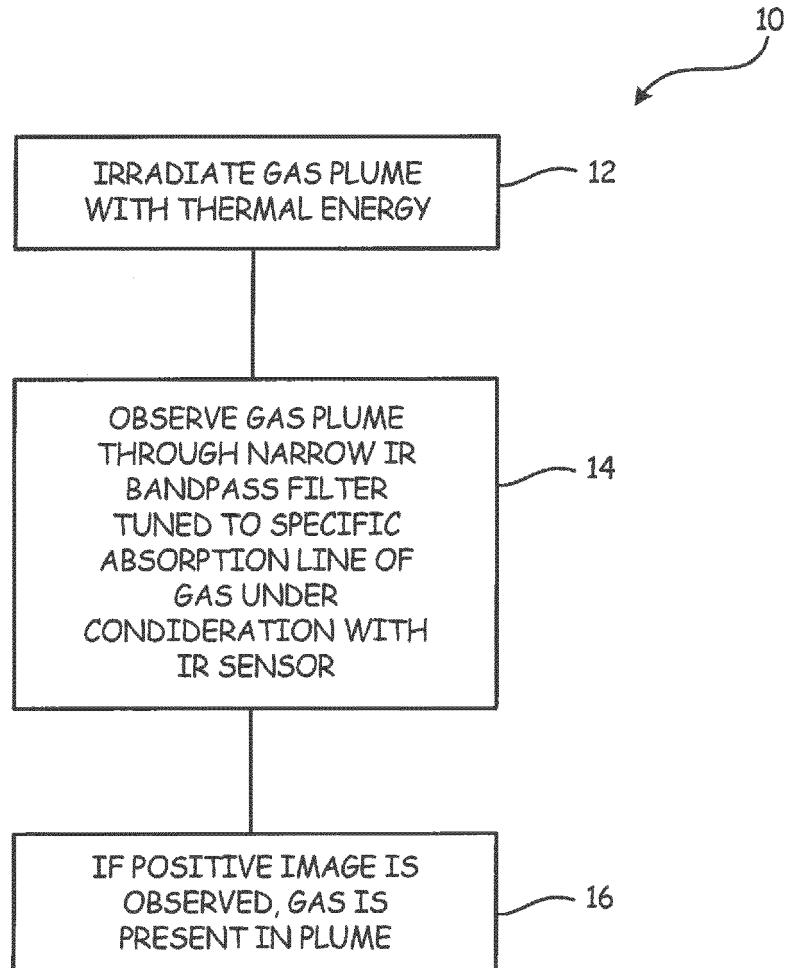 10
IRRADIATE GAS PLUME
WITH THERMAL ENERGY
12
OBSERVE GAS PLUME
THROUGH NARROW IR
BANDPASS FILTER
TUNED TO SPECIFIC
ABSORPTION LINE OF
GAS UNDER
CONDIDERATION WITH
IR SENSOR
14
IF POSITIVE IMAGE IS
OBSERVED, GAS IS
PRESENT IN PLUME
16